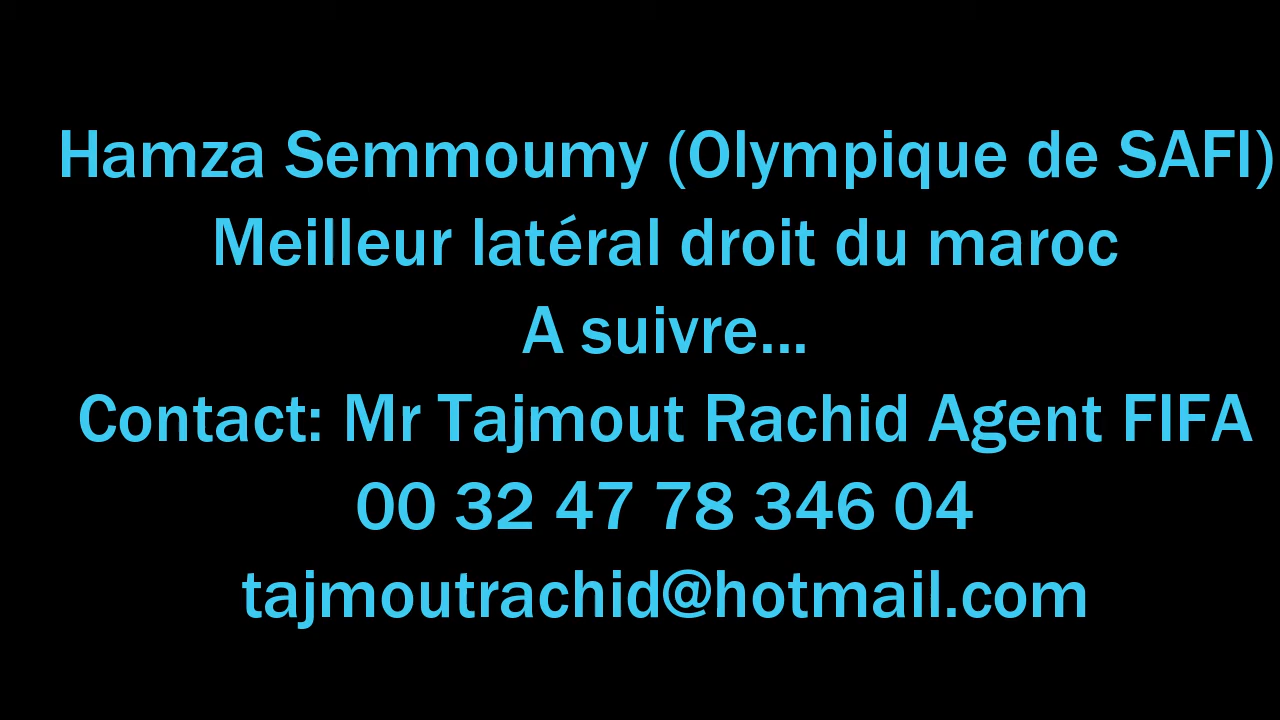 Hamza Semmoumy (Olympique de SAFI)
Meilleur latéral droit du maroc
A suivre...
Contact: Mr Tajmout Rachid Agent FIFA
00 32 47 78 346 04
tajmoutrachid@hotmail.com